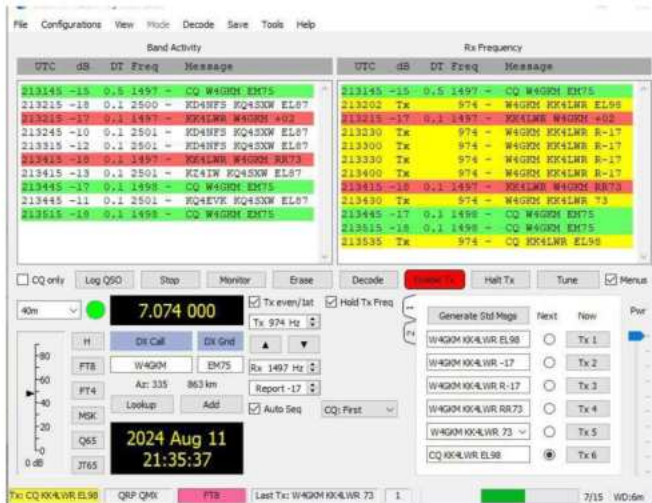 File Configurations View Mode Decode Save Tools Help
Band Activity
UTC dB DT Freq Message
213145 -15 0.5 1497 ~ CQ W4GKM EM75
213215 -18 0.1 2500 ~ KD4NFS KQ4SXW EL87
213215 -17 0.1 1497 ~ KK4LWR W4GKM +02
213245 -10 0.1 2501 ~ KD4NFS KQ4SXW EL87
213315 -12 0.1 2501 ~ KD4NFS KQ4SXW EL87
213415 -18 0.1 1497 ~ KK4LWR W4GKM RR73
213415 -13 0.1 2501 ~ KQ4SXW EL87
213445 -17 0.1 1498 ~ CQ W4GKM EM75
213445 -11 0.1 2501 ~ KQ4EVK KQ4SXW EL87
213515 -18 0.1 1498 ~ CQ W4GKM EM75
Rx Frequency
UTC dB DT Freq Message
213145 -15 0.5 1497 ~ CQ W4GKM EM75
213202 Tx 974 ~ W4GKM KK4LWR EL98
213215 -17 0.1 1497 ~ KK4LWR W4GKM +02
213230 Tx 974 ~ W4GKM KK4LWR R-17
213300 Tx 974 ~ W4GKM KK4LWR R-17
213330 Tx 974 ~ W4GKM KK4LWR R-17
213400 Tx 974 ~ W4GKM KK4LWR R-17
213415 -18 0.1 1497 ~ KK4LWR W4GKM RR73
213430 Tx 974 ~ W4GKM KK4LWR 73
213445 -17 0.1 1498 ~ CQ W4GKM EM75
213515 -18 0.1 1498 ~ CQ W4GKM EM75
213535 Tx 974 ~ CQ KK4LWR EL98
CQ only Log QSO Stop Monitor Erase Decode Enable Tx Halt Tx Tune Menus
40m
7.074 000
Tx even/1st
Hold Tx Freq
Tx 974 Hz
H
FT8
FT4
MSK
Q65
JT65
DX Call DX Grid
W4GKM EM75
Az: 335 863 km
Lookup Add
Rx 1497 Hz
Report -17
Auto Seq
CQ: First
2024 Aug 11
21:35:37
80
60
40
20
0
0 dB
1
2
Generate Std Msgs Next Now
Pwr
W4GKM KK4LWR EL98 Tx 1
W4GKM KK4LWR -17 Tx 2
W4GKM KK4LWR R-17 Tx 3
W4GKM KK4LWR RR73 Tx 4
W4GKM KK4LWR 73 Tx 5
CQ KK4LWR EL98 Tx 6
Tx: CQ KK4LWR EL98 QRP QMX FT8 Last Tx: W4GKM KK4LWR 73 1 7/15 WD:6m